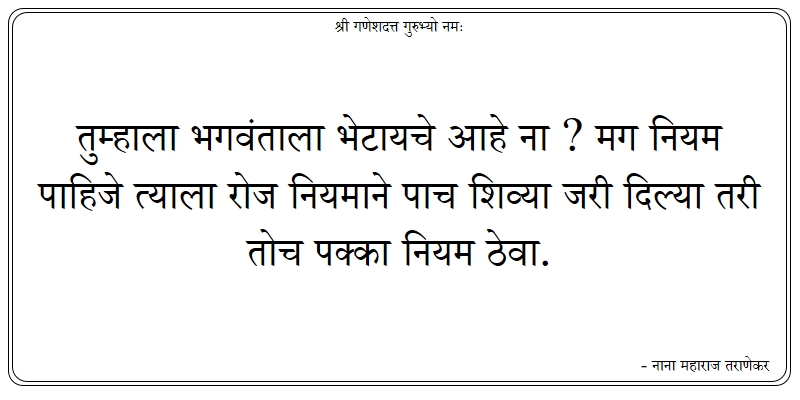 श्री गणेशदत्त गुरुभ्यो नमः
तुम्हाला भगवंताला भेटायचे आहे ना ? मग नियम
पाहिजे त्याला रोज नियमाने पाच शिव्या जरी दिल्या तरी
तोच पक्का नियम ठेवा.
- नाना महाराज तराणेकर